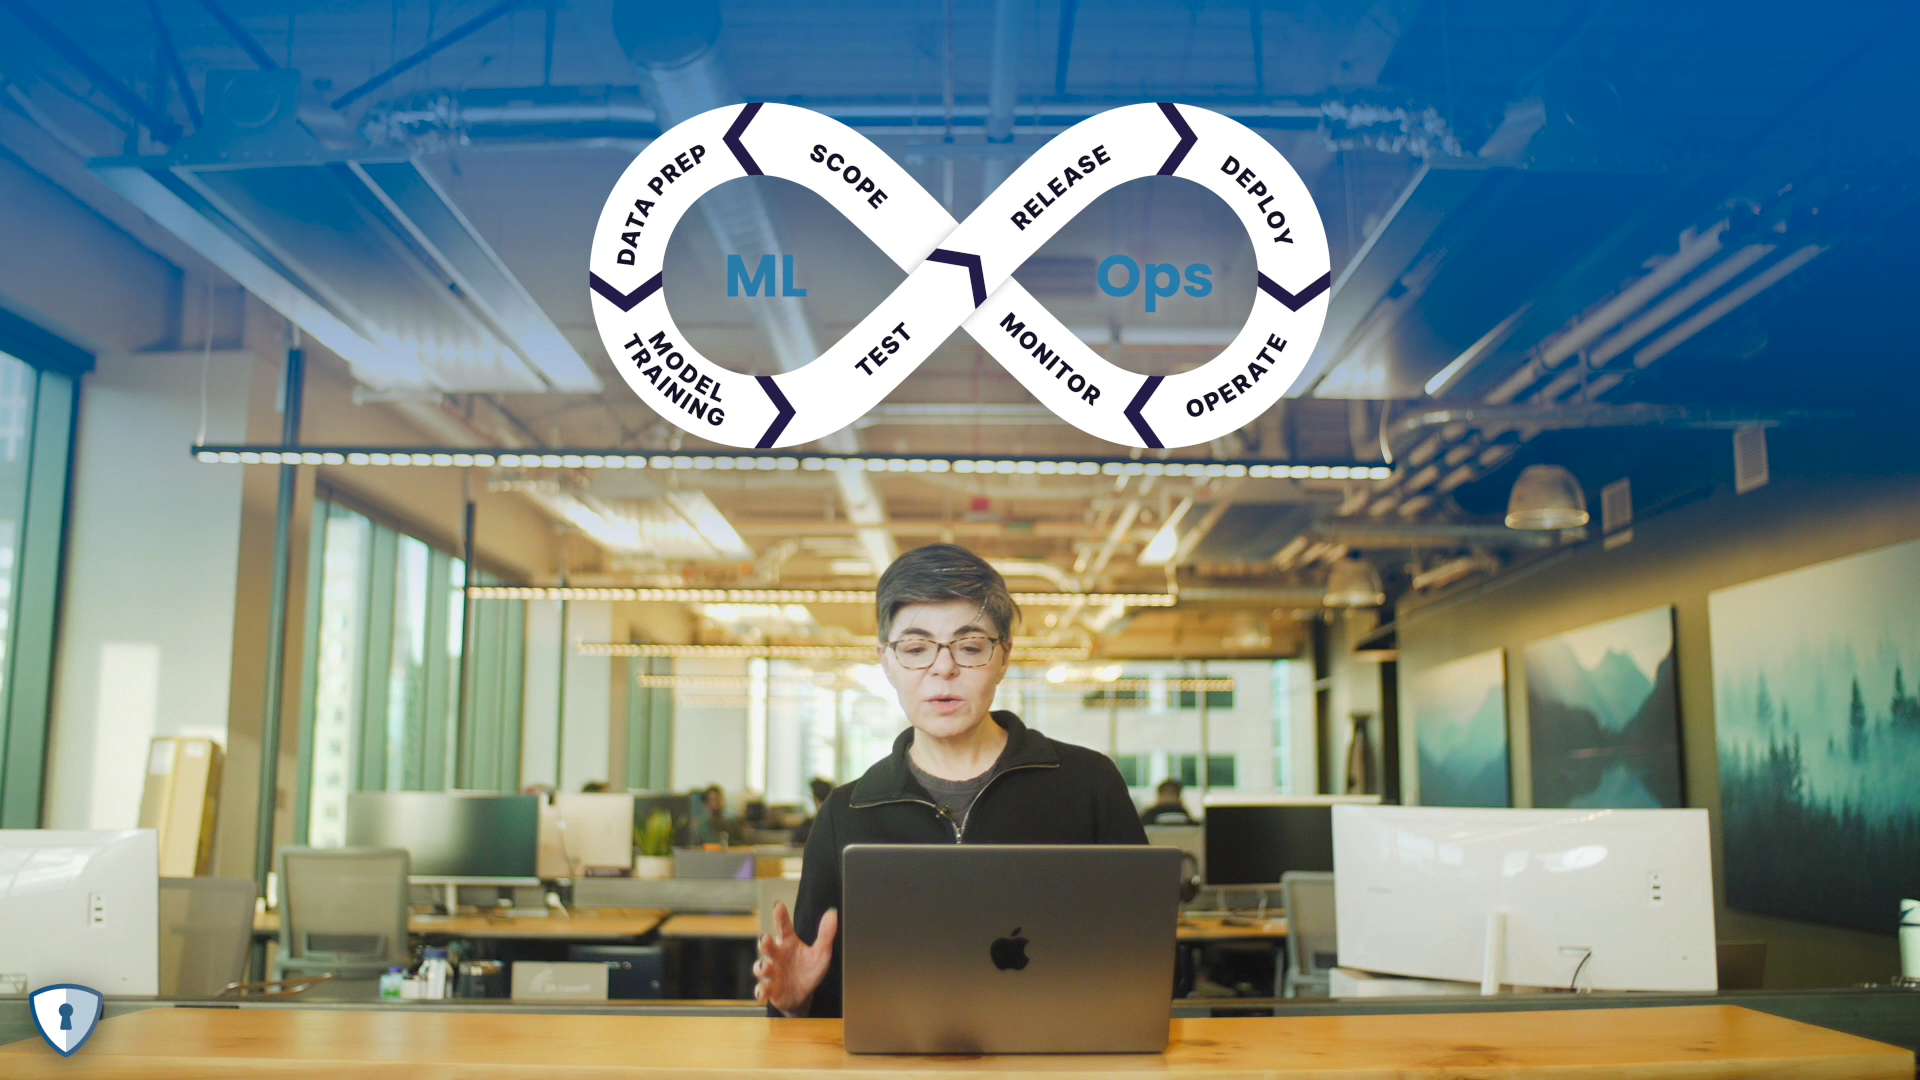 DATA PREP
SCOPE
RELEASE
DEPLOY
ML
Ops
MODEL
TRAINING
TEST
MONITOR
OPERATE